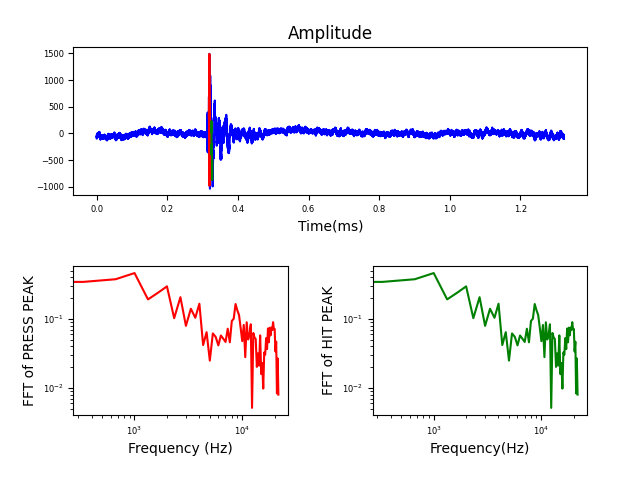 Amplitude
1500
1000
500
0
−500
−1000
0.0 0.2 0.4 0.6 0.8 1.0 1.2
Time(ms)
FFT of PRESS PEAK
10⁻¹
10⁻²
10³ 10⁴
Frequency (Hz)
FFT of HIT PEAK
10⁻¹
10⁻²
10³ 10⁴
Frequency(Hz)